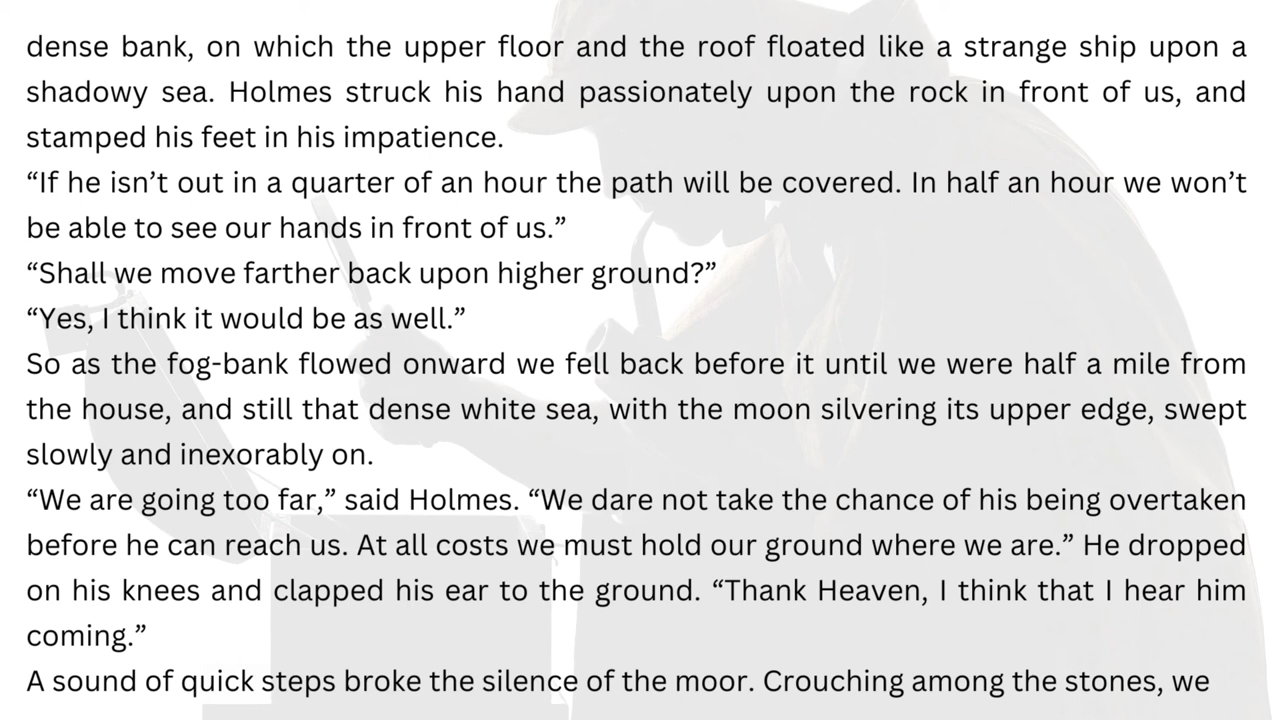 dense bank, on which the upper floor and the roof floated like a strange ship upon a
shadowy sea. Holmes struck his hand passionately upon the rock in front of us, and
stamped his feet in his impatience.
“If he isn’t out in a quarter of an hour the path will be covered. In half an hour we won’t
be able to see our hands in front of us.”
“Shall we move farther back upon higher ground?”
“Yes, I think it would be as well.”
So as the fog-bank flowed onward we fell back before it until we were half a mile from
the house, and still that dense white sea, with the moon silvering its upper edge, swept
slowly and inexorably on.
“We are going too far,” said Holmes. “We dare not take the chance of his being overtaken
before he can reach us. At all costs we must hold our ground where we are.” He dropped
on his knees and clapped his ear to the ground. “Thank Heaven, I think that I hear him
coming.”
A sound of quick steps broke the silence of the moor. Crouching among the stones, we